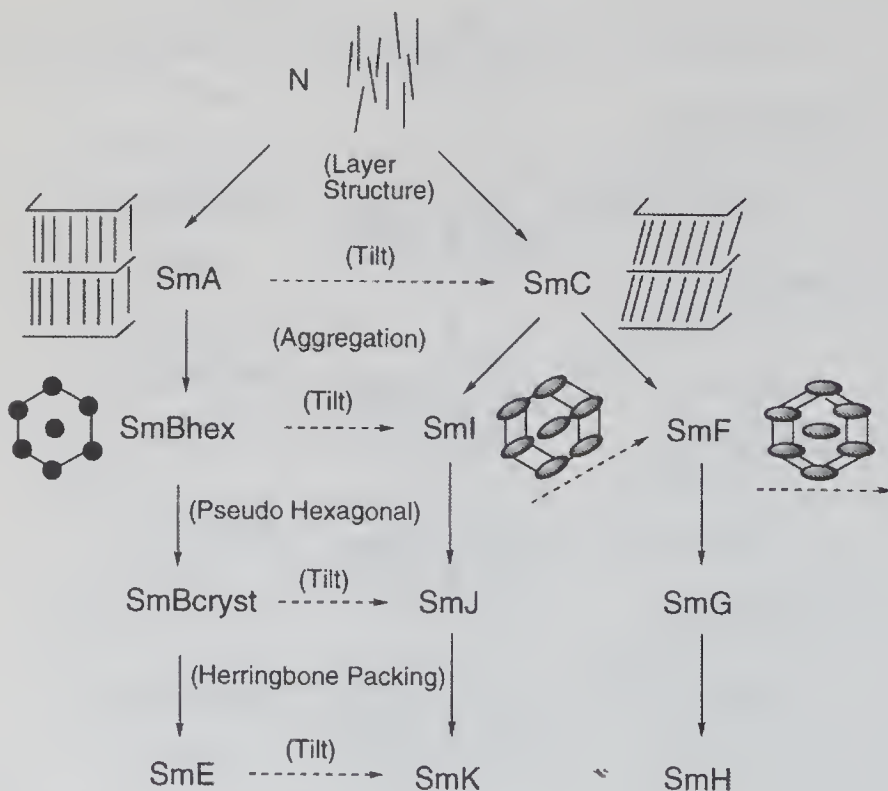 N
(Layer
Structure)
(Tilt)
SmA
SmC
(Aggregation)
(Tilt)
SmBhex
SmI
SmF
(Pseudo Hexagonal)
(Tilt)
SmBcryst
SmJ
SmG
(Herringbone Packing)
(Tilt)
SmE
SmK
SmH